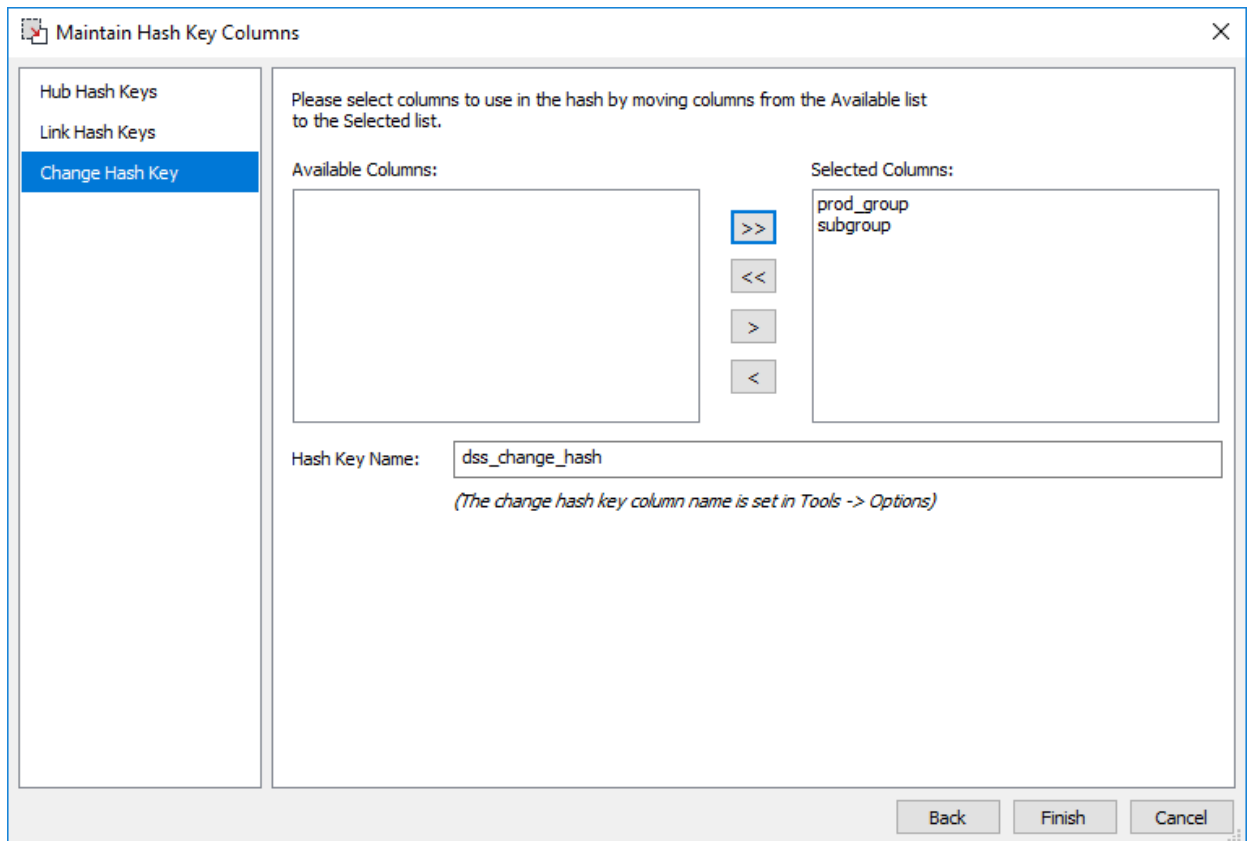 Maintain Hash Key Columns
Hub Hash Keys
Link Hash Keys
Change Hash Key
Please select columns to use in the hash by moving columns from the Available list
to the Selected list.
Available Columns:
Selected Columns:
prod_group
subgroup
>>
<<
>
<
Hash Key Name:
dss_change_hash
(The change hash key column name is set in Tools -> Options)
Back
Finish
Cancel